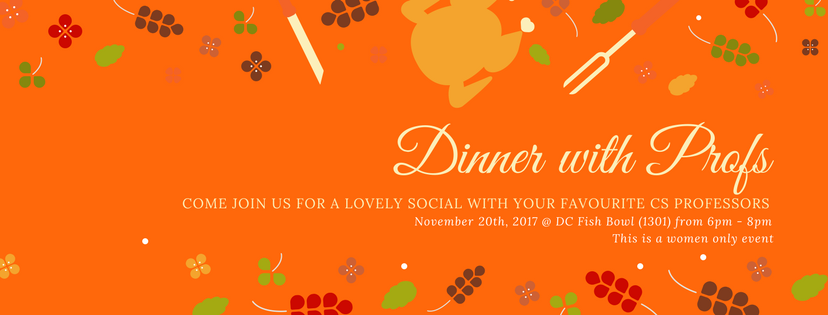 Dinner with Profs
COME JOIN US FOR A LOVELY SOCIAL WITH YOUR FAVOURITE CS PROFESSORS
November 20th, 2017 @ DC Fish Bowl (1301) from 6pm - 8pm
This is a women only event